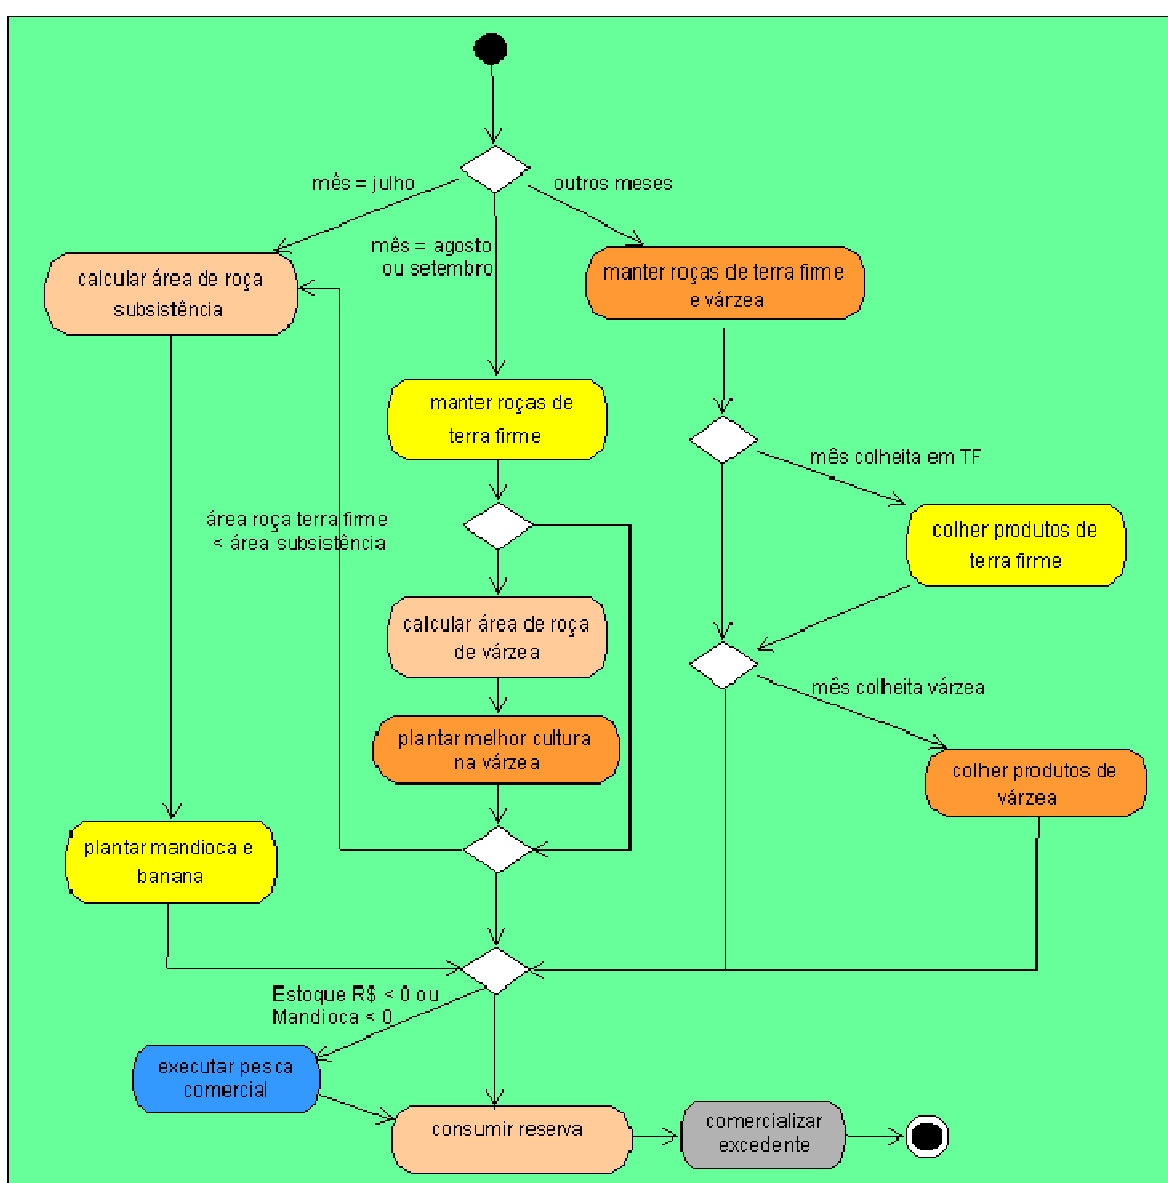 mês = julho
outros meses
mês = agosto
ou setembro
calcular área de roça
subsistência
manter roças de terra firme
e várzea
manter roças de
terra firme
mês colheita em TF
área roça terra firme
< área subsistência
colher produtos de
terra firme
calcular área de roça
de várzea
mês colheita várzea
plantar melhor cultura
na várzea
colher produtos de
várzea
plantar mandioca e
banana
Estoque R$ < 0 ou
Mandioca < 0
executar pesca
comercial
consumir reserva
comercializar
excedente